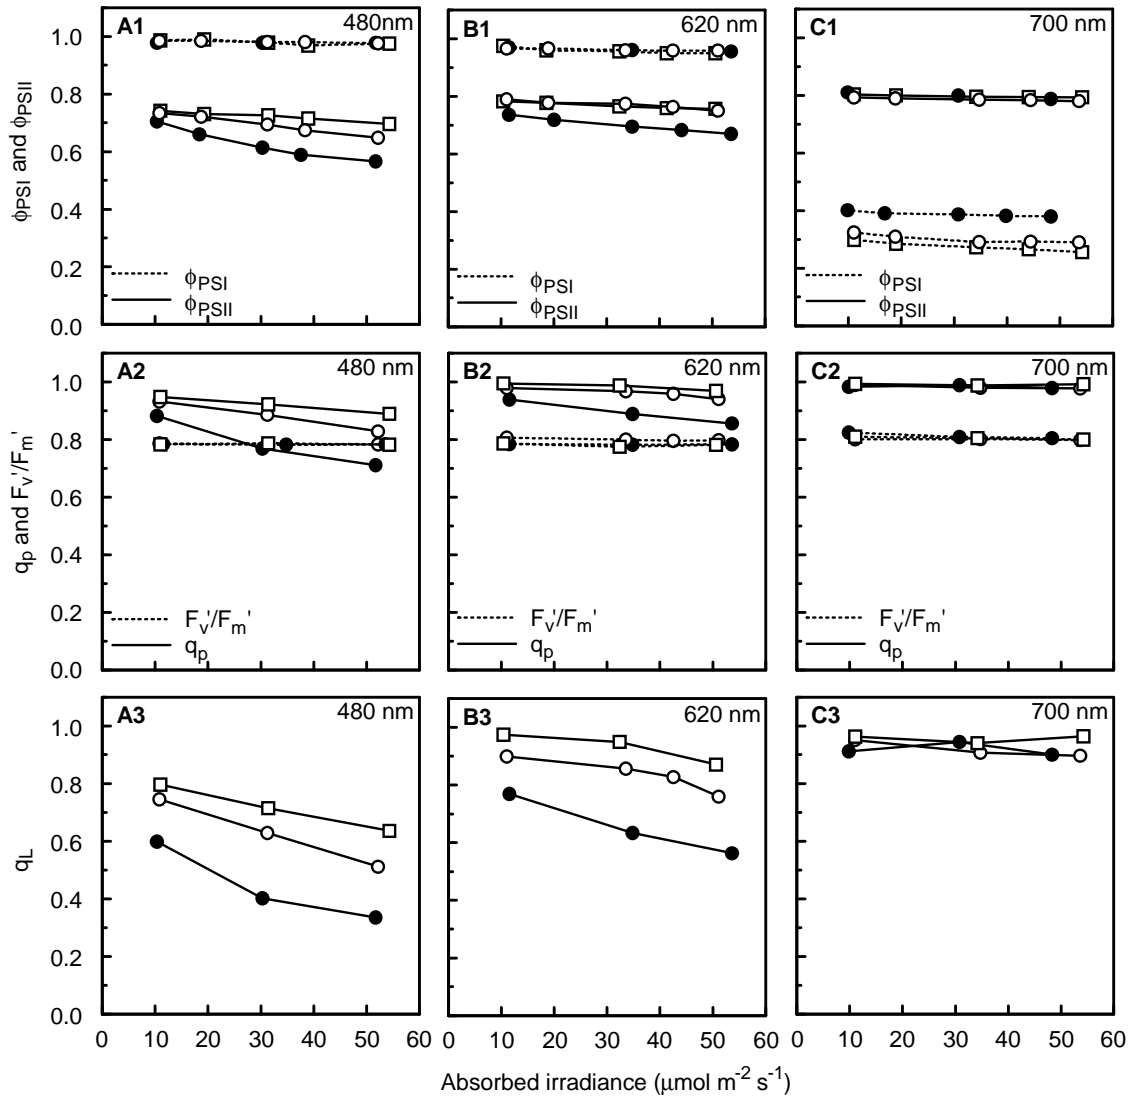 A1 480nm
1.0
0.8
0.6
0.4
0.2
0.0
ϕPSI and ϕPSII
ϕPSI
ϕPSII
B1 620 nm
ϕPSI
ϕPSII
C1 700 nm
ϕPSI
ϕPSII
A2 480 nm
1.0
0.8
0.6
0.4
0.2
0.0
qp and Fv'/Fm'
Fv'/Fm'
qp
B2 620 nm
Fv'/Fm'
qp
C2 700 nm
Fv'/Fm'
qp
A3 480 nm
1.0
0.8
0.6
0.4
0.2
0.0
qL
B3 620 nm
C3 700 nm
0 10 20 30 40 50 60
0 10 20 30 40 50 60
0 10 20 30 40 50 60
Absorbed irradiance (μmol m-2 s-1)